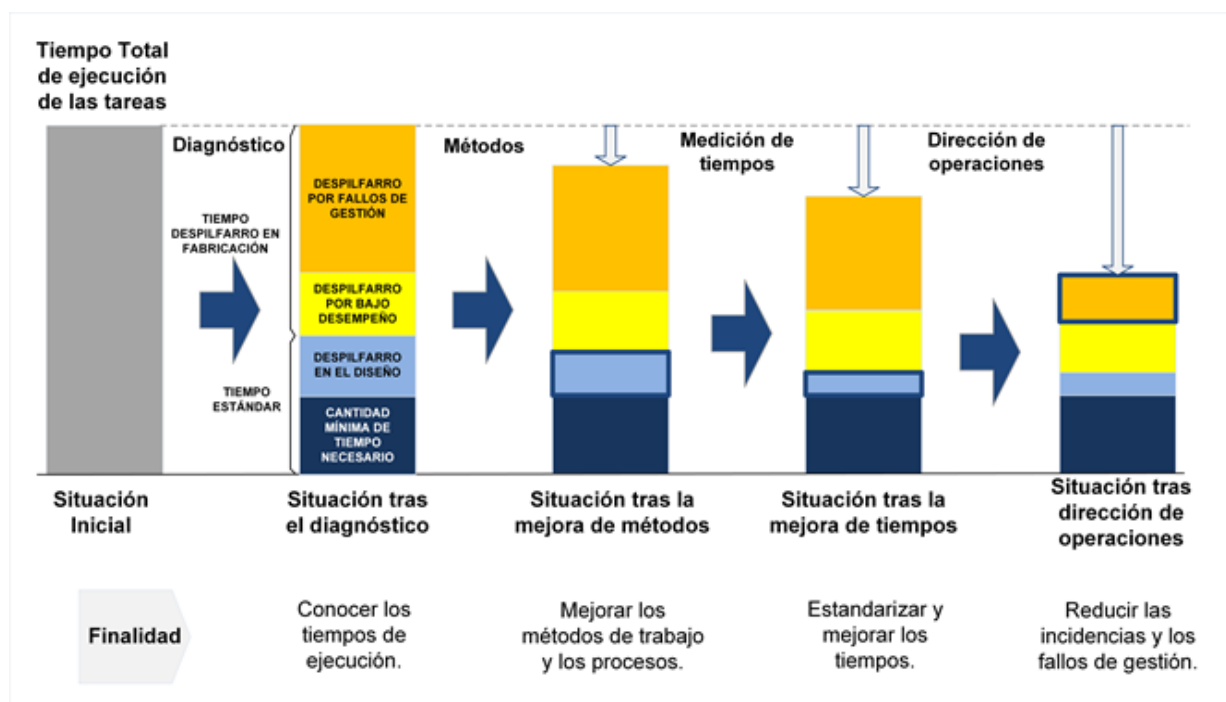 Tiempo Total
de ejecución
de las tareas
Diagnóstico
Métodos
Medición de
tiempos
Dirección de
operaciones
TIEMPO
DESPILFARRO EN
FABRICACIÓN
TIEMPO
ESTÁNDAR
DESPILFARRO
POR FALLOS DE
GESTIÓN
DESPILFARRO
POR BAJO
DESEMPEÑO
DESPILFARRO
EN EL DISEÑO
CANTIDAD
MÍNIMA DE
TIEMPO
NECESARIO
Situación
Inicial
Situación tras
el diagnóstico
Situación tras la
mejora de métodos
Situación tras la
mejora de tiempos
Situación tras
dirección de
operaciones
Finalidad
Conocer los
tiempos de
ejecución.
Mejorar los
métodos de trabajo
y los procesos.
Estandarizar y
mejorar los
tiempos.
Reducir las
incidencias y los
fallos de gestión.